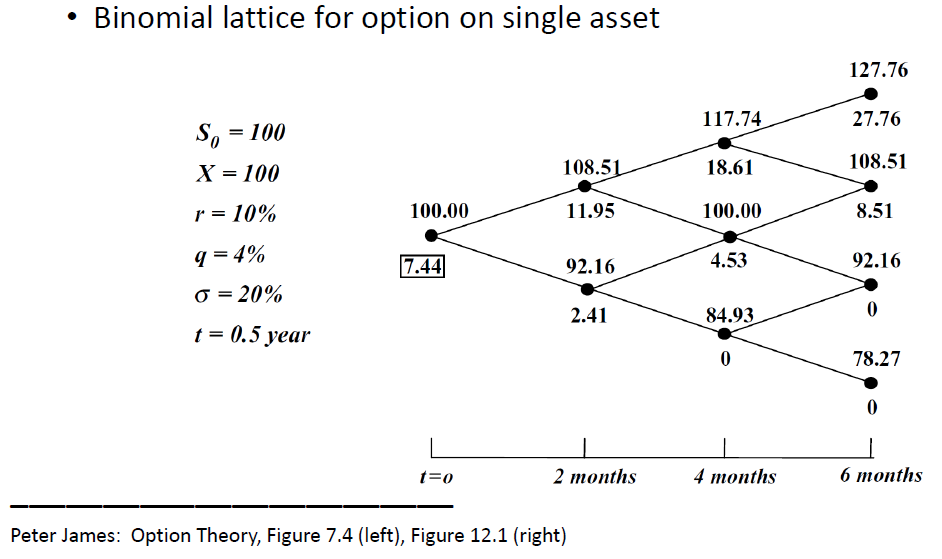 • Binomial lattice for option on single asset
S₀ = 100
X = 100
r = 10%
q = 4%
σ = 20%
t = 0.5 year
100.00
7.44
108.51
11.95
92.16
2.41
117.74
18.61
100.00
4.53
84.93
0
127.76
27.76
108.51
8.51
92.16
0
78.27
0
t=o 2 months 4 months 6 months
Peter James: Option Theory, Figure 7.4 (left), Figure 12.1 (right)